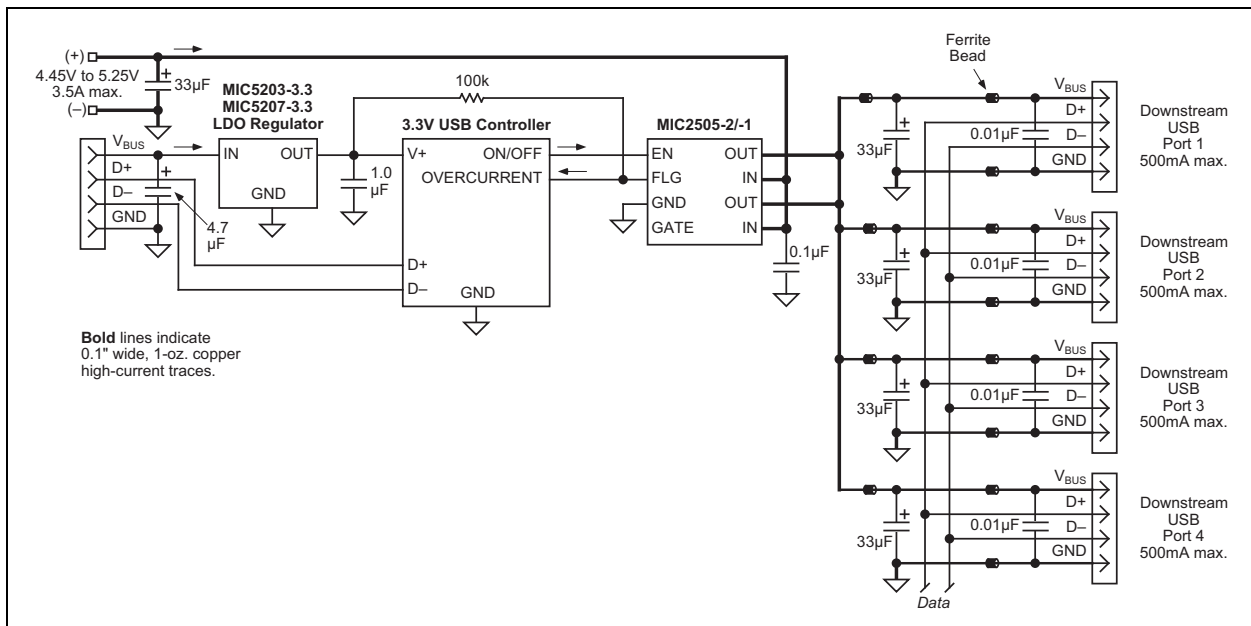 (+)
4.45V to 5.25V
3.5A max.
(–)
33µF
+
MIC5203-3.3
MIC5207-3.3
LDO Regulator
IN
OUT
GND
VBUS
D+
D–
GND
+
4.7
µF
1.0
µF
100k
3.3V USB Controller
V+
ON/OFF
OVERCURRENT
D+
D–
GND
MIC2505-2/-1
EN
OUT
FLG
IN
GND
OUT
GATE
IN
0.1µF
Bold lines indicate
0.1" wide, 1-oz. copper
high-current traces.
Ferrite
Bead
+
33µF
0.01µF
VBUS
D+
D–
GND
Downstream
USB
Port 1
500mA max.
+
33µF
0.01µF
VBUS
D+
D–
GND
Downstream
USB
Port 2
500mA max.
+
33µF
0.01µF
VBUS
D+
D–
GND
Downstream
USB
Port 3
500mA max.
+
33µF
0.01µF
VBUS
D+
D–
GND
Downstream
USB
Port 4
500mA max.
Data